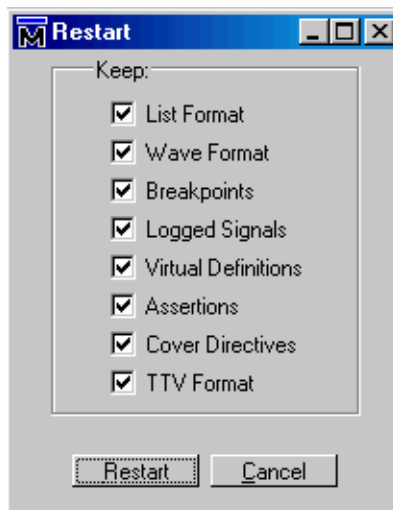 Restart
Keep:
List Format
Wave Format
Breakpoints
Logged Signals
Virtual Definitions
Assertions
Cover Directives
TTV Format
Restart Cancel